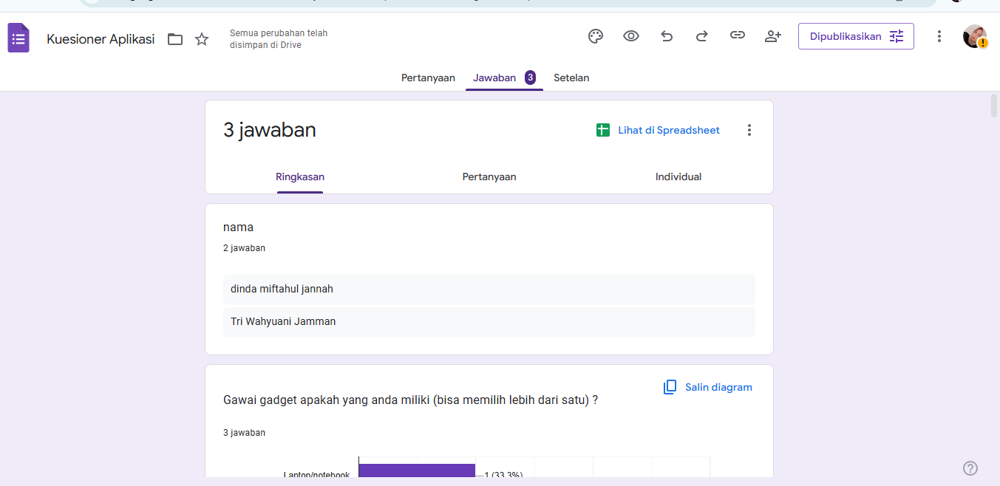 Kuesioner Aplikasi
Semua perubahan telah
disimpan di Drive
Dipublikasikan
Pertanyaan
Jawaban 3
Setelan
3 jawaban
Lihat di Spreadsheet
Ringkasan
Pertanyaan
Individual
nama
2 jawaban
dinda miftahul jannah
Tri Wahyuani Jamman
Salin diagram
Gawai gadget apakah yang anda miliki (bisa memilih lebih dari satu) ?
3 jawaban
Laptop/notebook
1 (33.3%)